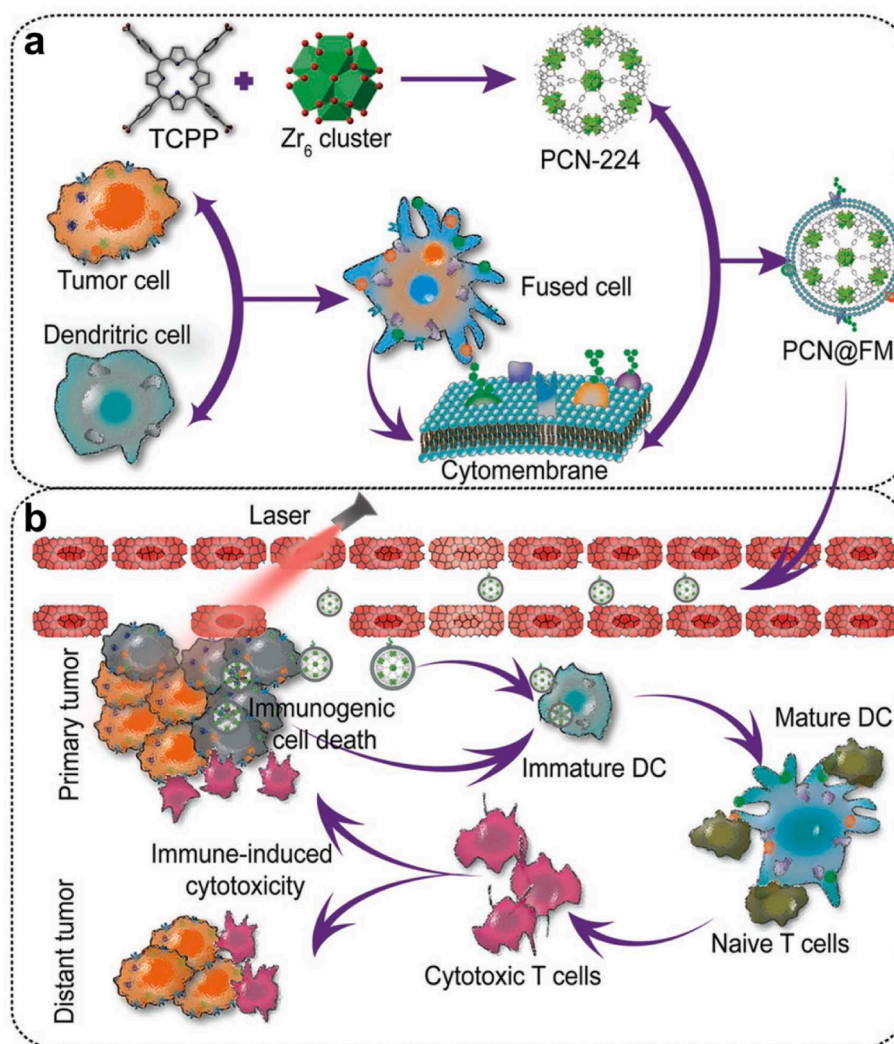 a
TCPP
Zr6 cluster
PCN-224
Tumor cell
Dendritric cell
Fused cell
Cytomembrane
PCN@FM
b
Laser
Primary tumor
Immunogenic
cell death
Immature DC
Mature DC
Naive T cells
Cytotoxic T cells
Immune-induced
cytotoxicity
Distant tumor